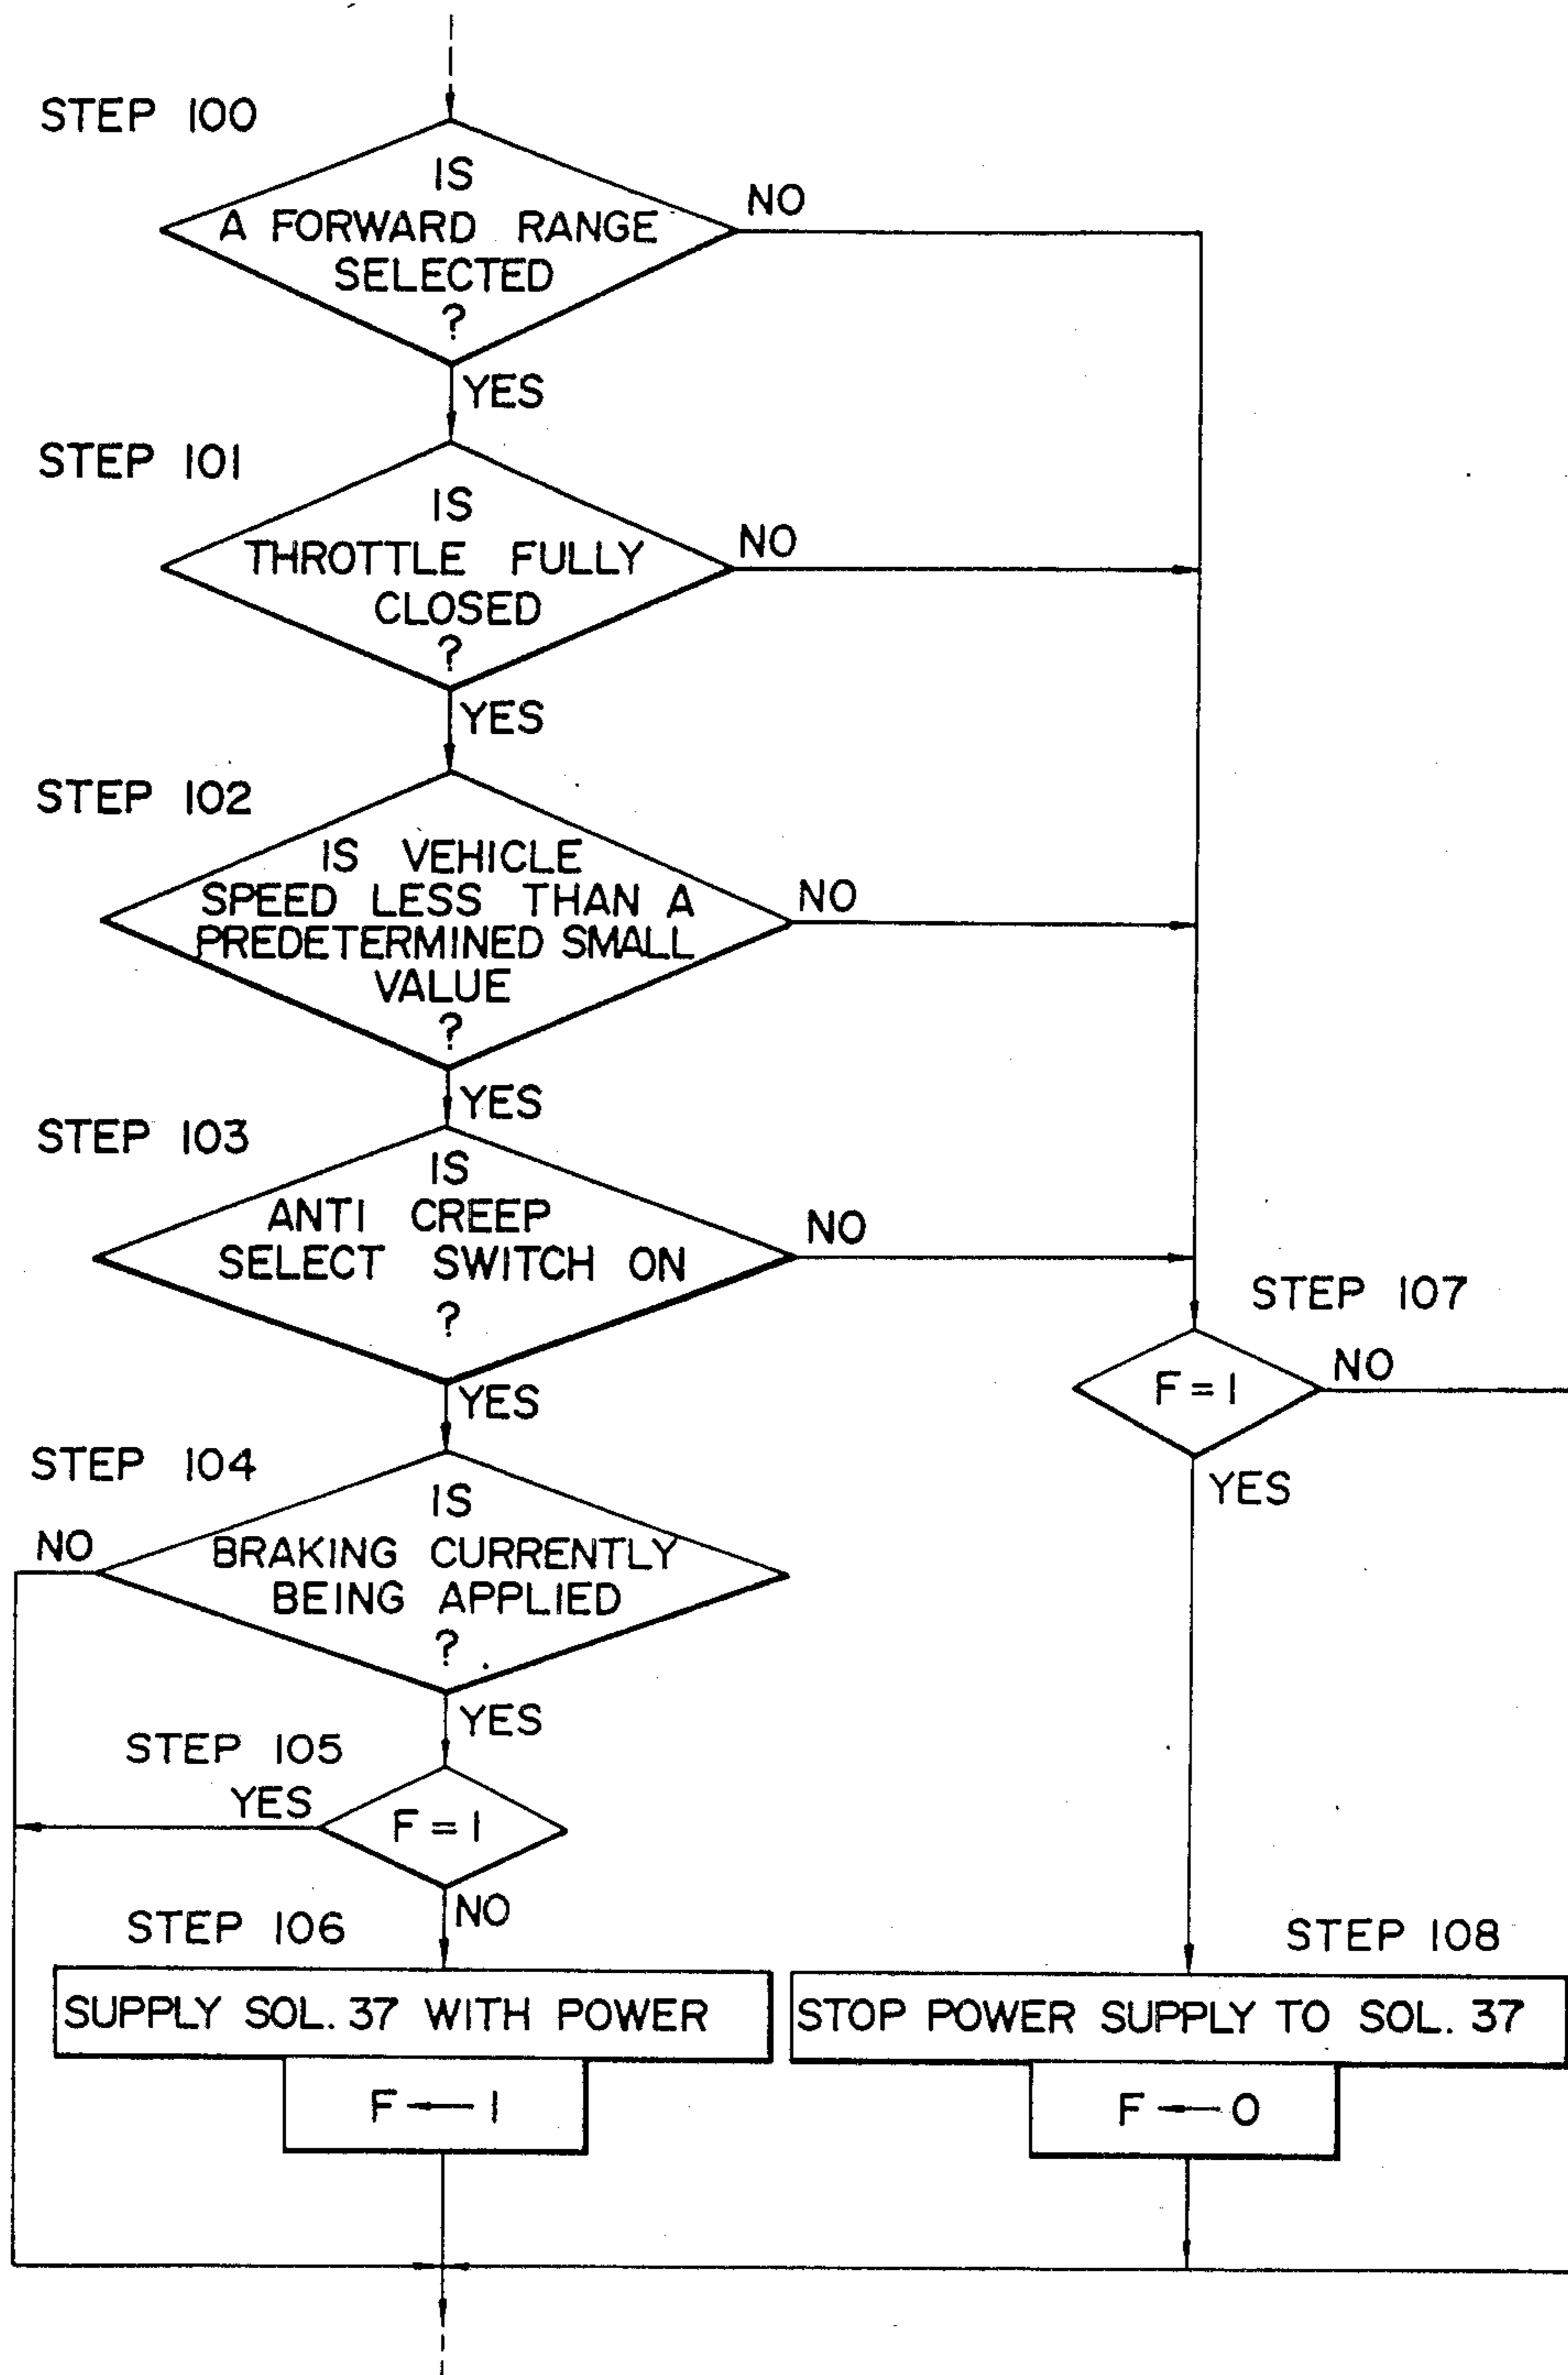 STEP 100
IS
A FORWARD RANGE
SELECTED
?
NO
YES
STEP 101
IS
THROTTLE FULLY
CLOSED
?
NO
YES
STEP 102
IS VEHICLE
SPEED LESS THAN A
PREDETERMINED SMALL
VALUE
?
NO
YES
STEP 103
IS
ANTI CREEP
SELECT SWITCH ON
?
NO
YES
STEP 107
F = 1
NO
YES
STEP 104
IS
BRAKING CURRENTLY
BEING APPLIED
?
NO
YES
STEP 105
F = 1
YES
NO
STEP 106
SUPPLY SOL. 37 WITH POWER
F ← 1
STEP 108
STOP POWER SUPPLY TO SOL. 37
F ← 0